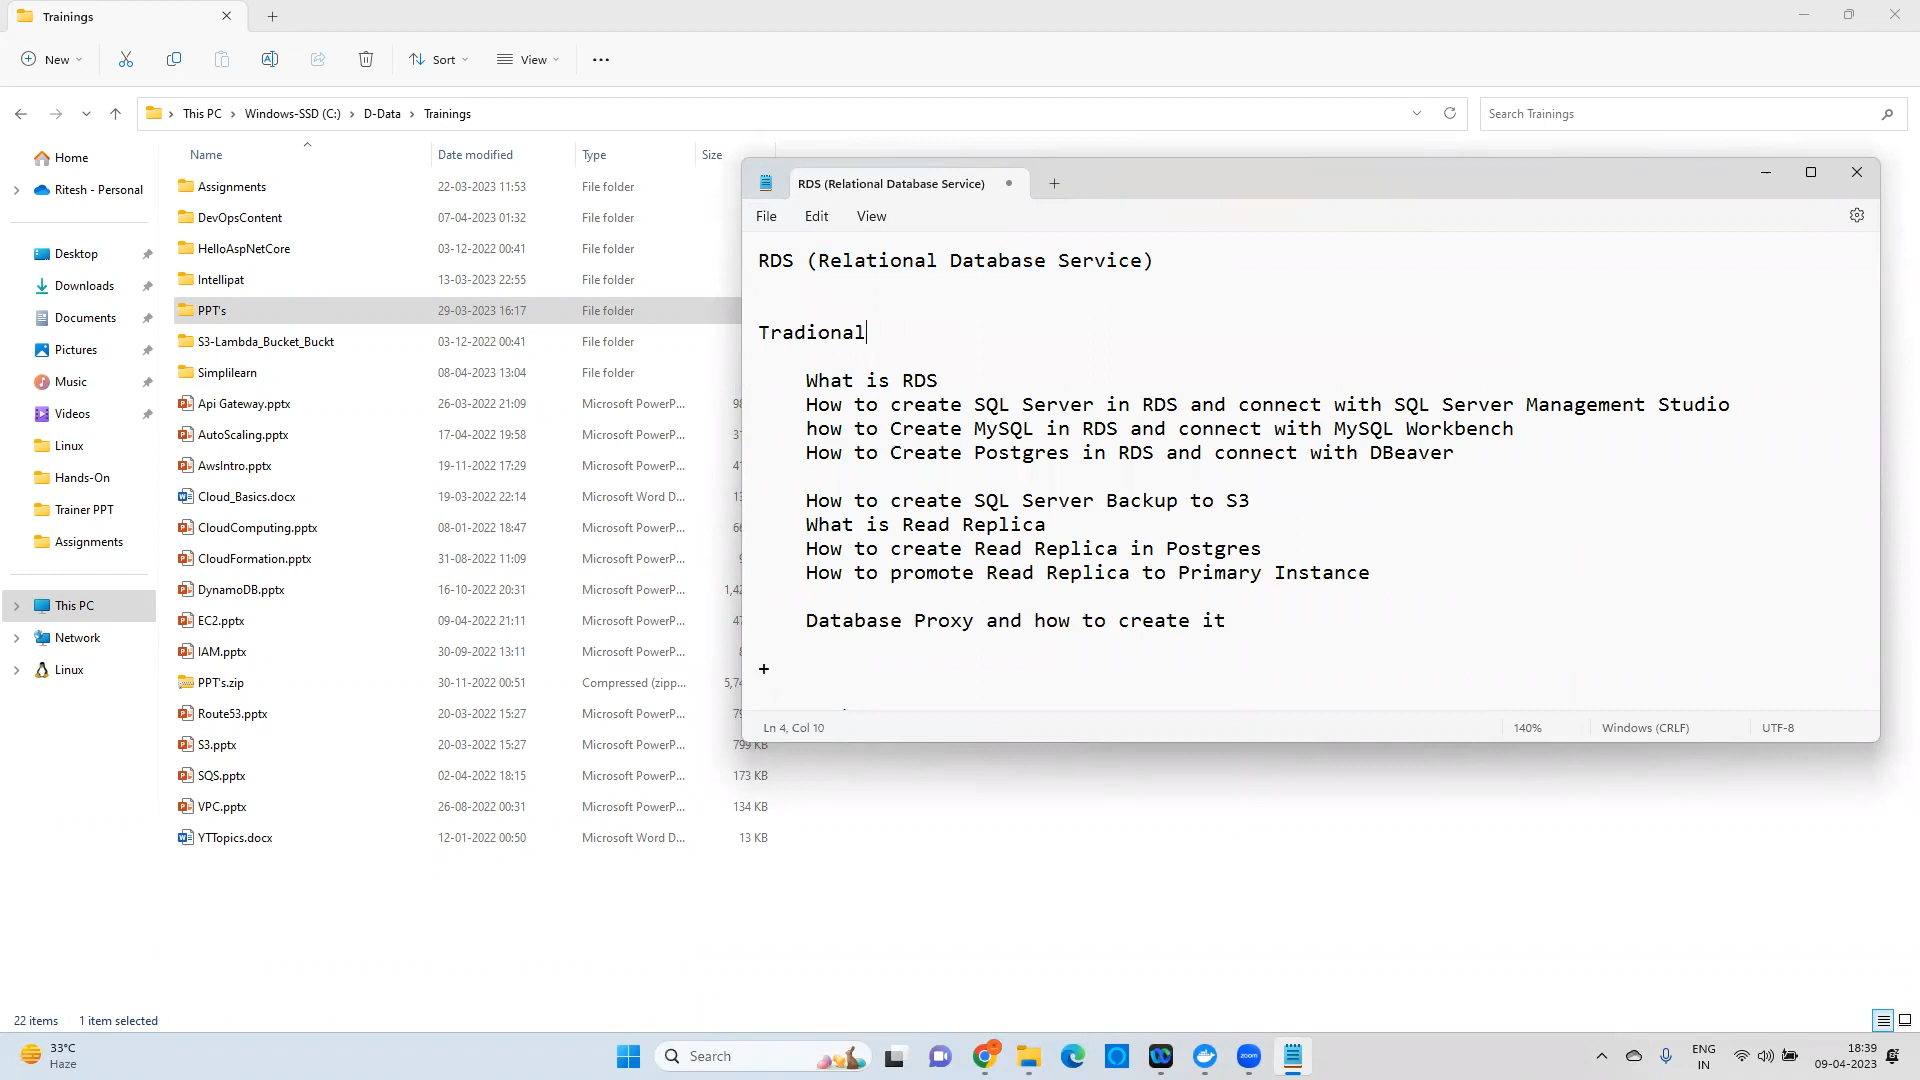 Trainings
New
Sort
View
This PC
Windows-SSD (C:)
D-Data
Trainings
Search Trainings
Home
Ritesh - Personal
Desktop
Downloads
Documents
Pictures
Music
Videos
Linux
Hands-On
Trainer PPT
Assignments
This PC
Network
Linux
Name Date modified Type Size
Assignments 22-03-2023 11:53 File folder
DevOpsContent 07-04-2023 01:32 File folder
HelloAspNetCore 03-12-2022 00:41 File folder
Intellipat 13-03-2023 22:55 File folder
PPT's 29-03-2023 16:17 File folder
S3-Lambda_Bucket_Buckt 03-12-2022 00:41 File folder
Simplilearn 08-04-2023 13:04 File folder
Api Gateway.pptx 26-03-2022 21:09 Microsoft PowerP...
AutoScaling.pptx 17-04-2022 19:58 Microsoft PowerP...
AwsIntro.pptx 19-11-2022 17:29 Microsoft PowerP...
Cloud_Basics.docx 19-03-2022 22:14 Microsoft Word D...
CloudComputing.pptx 08-01-2022 18:47 Microsoft PowerP...
CloudFormation.pptx 31-08-2022 11:09 Microsoft PowerP...
DynamoDB.pptx 16-10-2022 20:31 Microsoft PowerP...
EC2.pptx 09-04-2022 21:11 Microsoft PowerP...
IAM.pptx 30-09-2022 13:11 Microsoft PowerP...
PPT's.zip 30-11-2022 00:51 Compressed (zipp...
Route53.pptx 20-03-2022 15:27 Microsoft PowerP...
S3.pptx 20-03-2022 15:27 Microsoft PowerP... 799 KB
SQS.pptx 02-04-2022 18:15 Microsoft PowerP... 173 KB
VPC.pptx 26-08-2022 00:31 Microsoft PowerP... 134 KB
YTTopics.docx 12-01-2022 00:50 Microsoft Word D... 13 KB
RDS (Relational Database Service)
File Edit View
RDS (Relational Database Service)
Tradional
What is RDS
How to create SQL Server in RDS and connect with SQL Server Management Studio
how to Create MySQL in RDS and connect with MySQL Workbench
How to Create Postgres in RDS and connect with DBeaver
How to create SQL Server Backup to S3
What is Read Replica
How to create Read Replica in Postgres
How to promote Read Replica to Primary Instance
Database Proxy and how to create it
+
Ln 4, Col 10
140%
Windows (CRLF)
UTF-8
22 items 1 item selected
33°C
Haze
Search
zoom
ENG
IN
18:39
09-04-2023